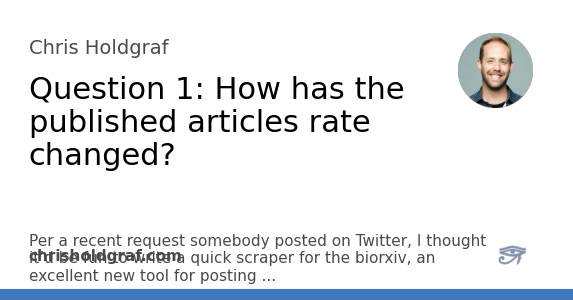 Chris Holdgraf
Question 1: How has the
published articles rate
changed?
Per a recent request somebody posted on Twitter, I thought
it'd be fun to write a quick scraper for the biorxiv, an
chrisholdgraf.com
excellent new tool for posting ...